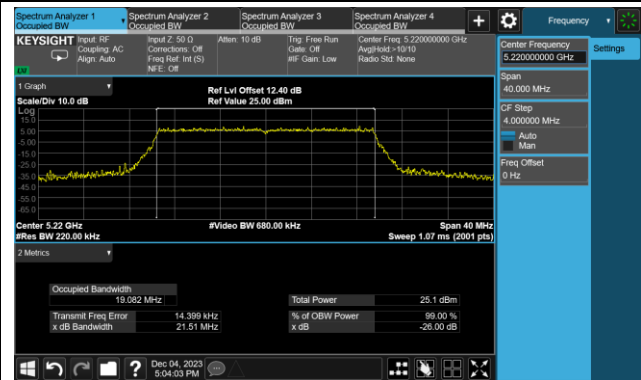 Spectrum Analyzer 1
Occupied BW
Spectrum Analyzer 2
Occupied BW
Spectrum Analyzer 3
Occupied BW
Spectrum Analyzer 4
Occupied BW
+
Frequency
KEYSIGHT
Input: RF
Coupling: AC
Align: Auto
Input Z: 50 Ω
Corrections: Off
Freq Ref: Int (S)
NFE: Off
Atten: 10 dB
Trig: Free Run
Gate: Off
#IF Gain: Low
Center Freq: 5.220000000 GHz
Avg|Hold:>10/10
Radio Std: None
Center Frequency
5.220000000 GHz
Settings
Span
40.000 MHz
CF Step
4.000000 MHz
Auto
Man
Freq Offset
0 Hz
1 Graph
Scale/Div 10.0 dB
Ref Lvl Offset 12.40 dB
Ref Value 25.00 dBm
Log
15.0
5.00
-5.00
-15.0
-25.0
-35.0
-45.0
-55.0
-65.0
Center 5.22 GHz
#Res BW 220.00 kHz
#Video BW 680.00 kHz
Span 40 MHz
Sweep 1.07 ms (2001 pts)
2 Metrics
Occupied Bandwidth
19.082 MHz
Total Power 25.1 dBm
Transmit Freq Error 14.399 kHz
% of OBW Power 99.00 %
x dB Bandwidth 21.51 MHz
x dB -26.00 dB
?
Dec 04, 2023
5:04:03 PM